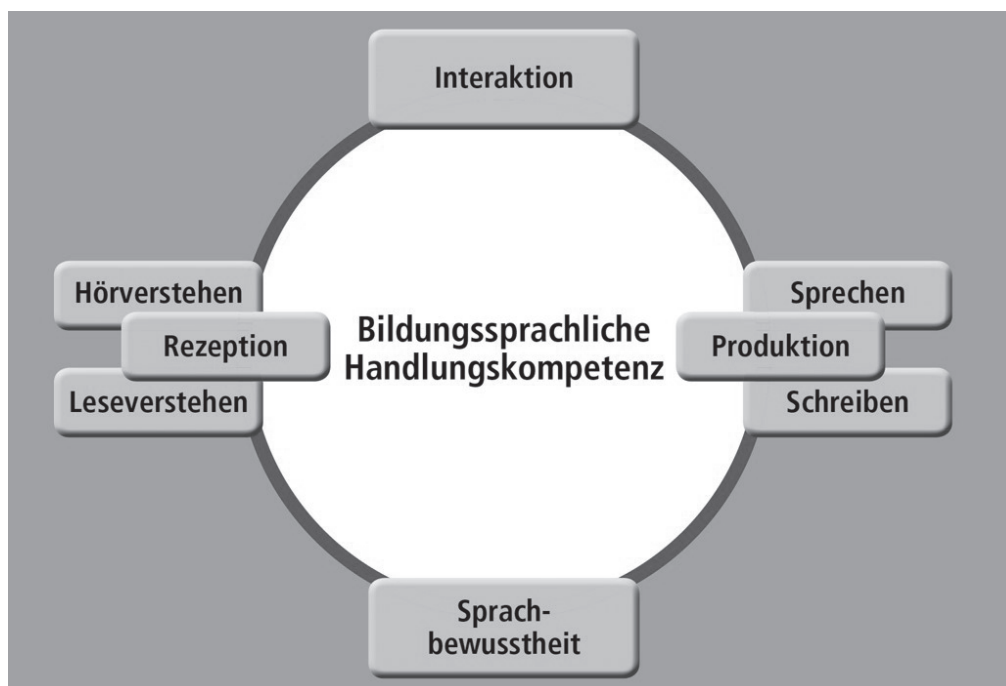 Interaktion
Hörverstehen
Rezeption
Leseverstehen
Bildungssprachliche
Handlungskompetenz
Sprechen
Produktion
Schreiben
Sprach-
bewusstheit